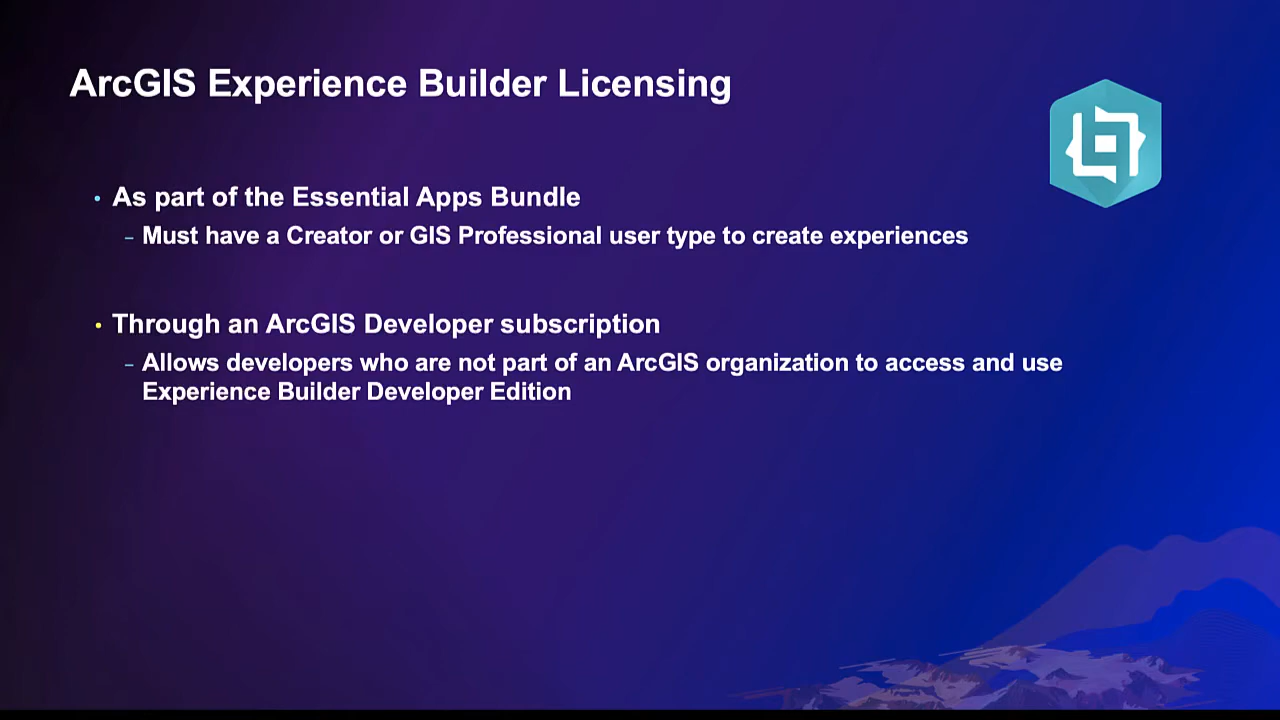 ArcGIS Experience Builder Licensing
• As part of the Essential Apps Bundle
– Must have a Creator or GIS Professional user type to create experiences
• Through an ArcGIS Developer subscription
– Allows developers who are not part of an ArcGIS organization to access and use
Experience Builder Developer Edition